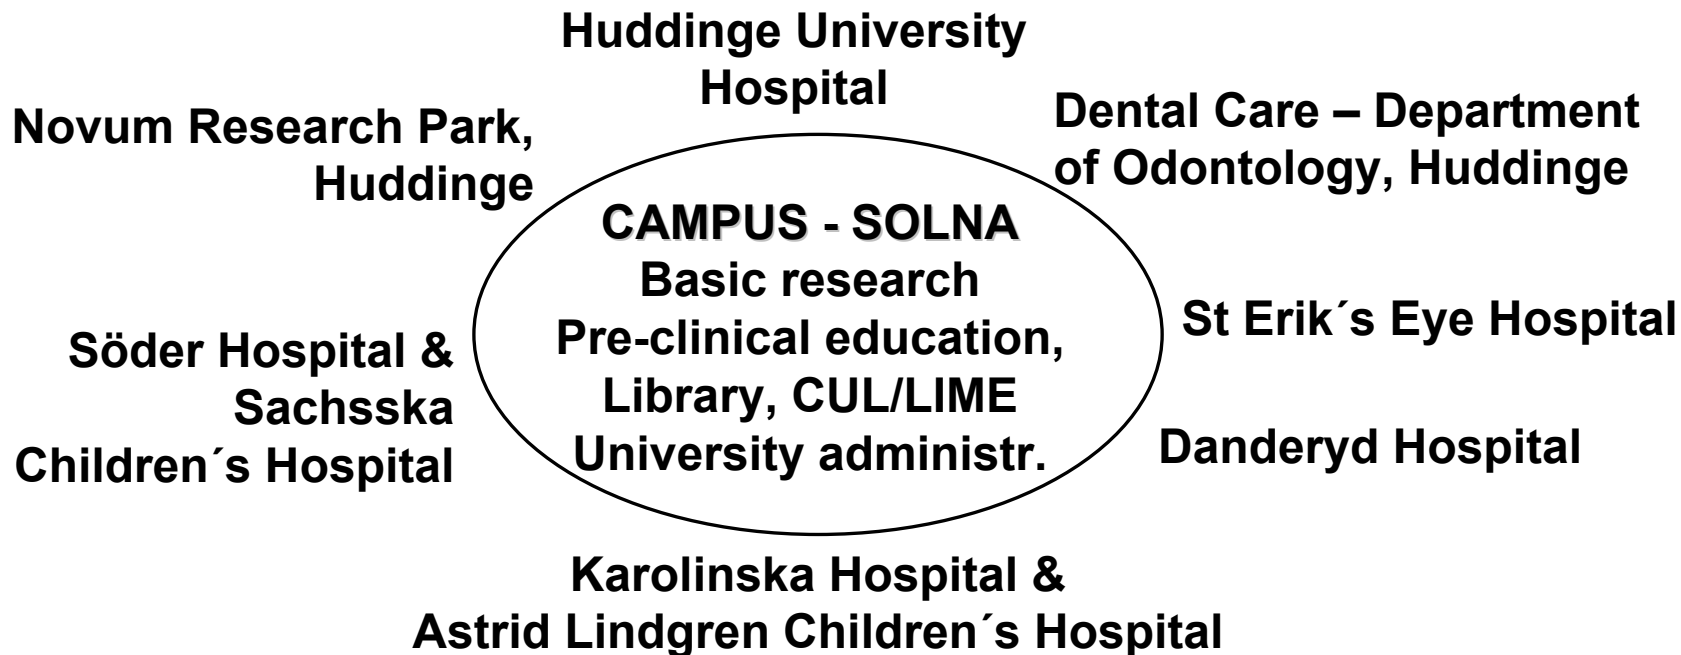 Huddinge University
Hospital
Novum Research Park,
Huddinge
Dental Care – Department
of Odontology, Huddinge
CAMPUS - SOLNA
Basic research
Pre-clinical education,
Library, CUL/LIME
University administr.
Söder Hospital &
Sachsska
Children´s Hospital
St Erik´s Eye Hospital
Danderyd Hospital
Karolinska Hospital &
Astrid Lindgren Children´s Hospital